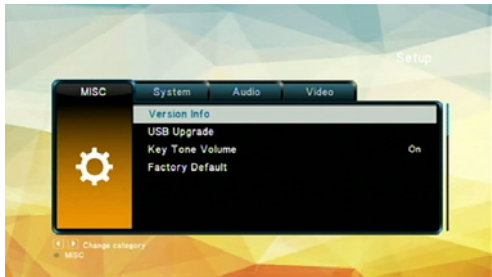 Setup
MISC System Audio Video
Version Info
USB Upgrade
Key Tone Volume On
Factory Default
Change category
MISC